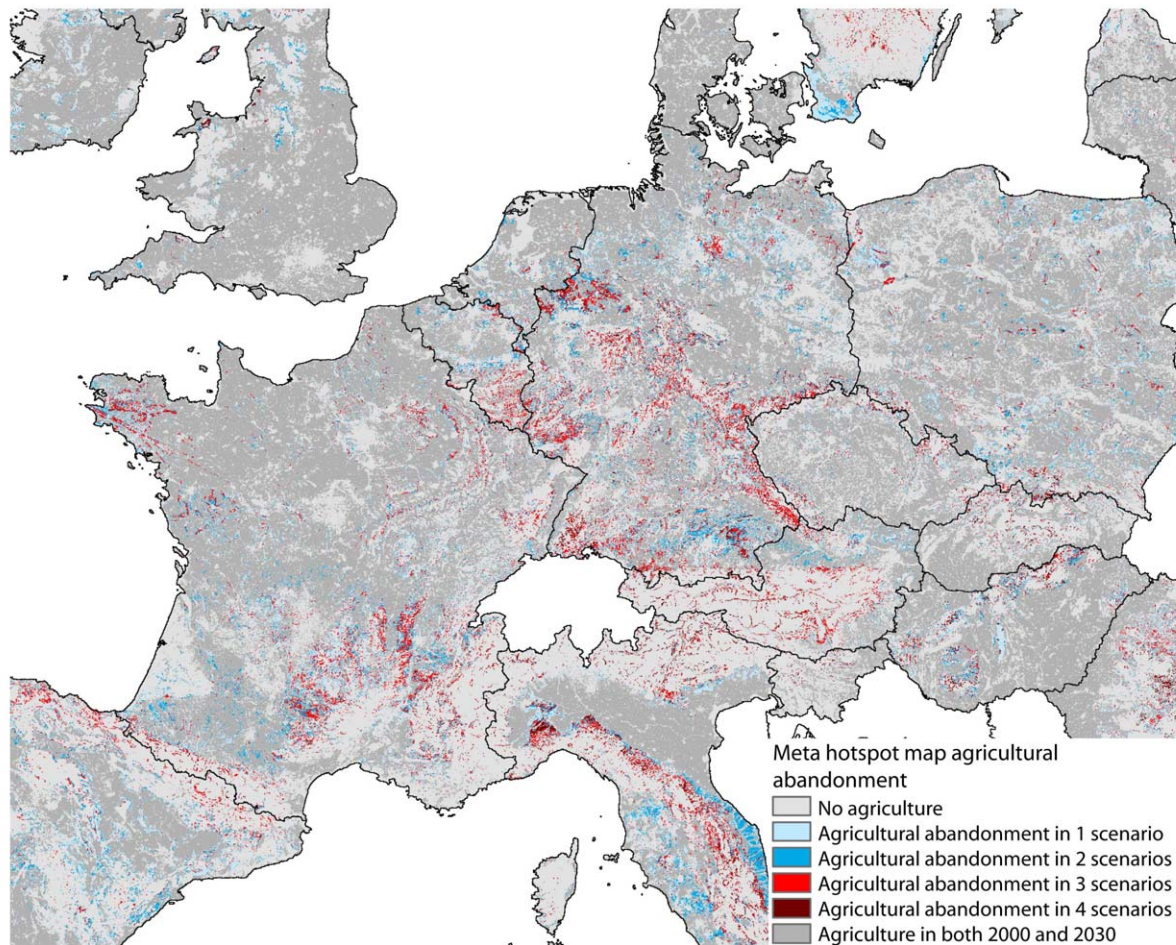 Meta hotspot map agricultural
abandonment
No agriculture
Agricultural abandonment in 1 scenario
Agricultural abandonment in 2 scenarios
Agricultural abandonment in 3 scenarios
Agricultural abandonment in 4 scenarios
Agriculture in both 2000 and 2030